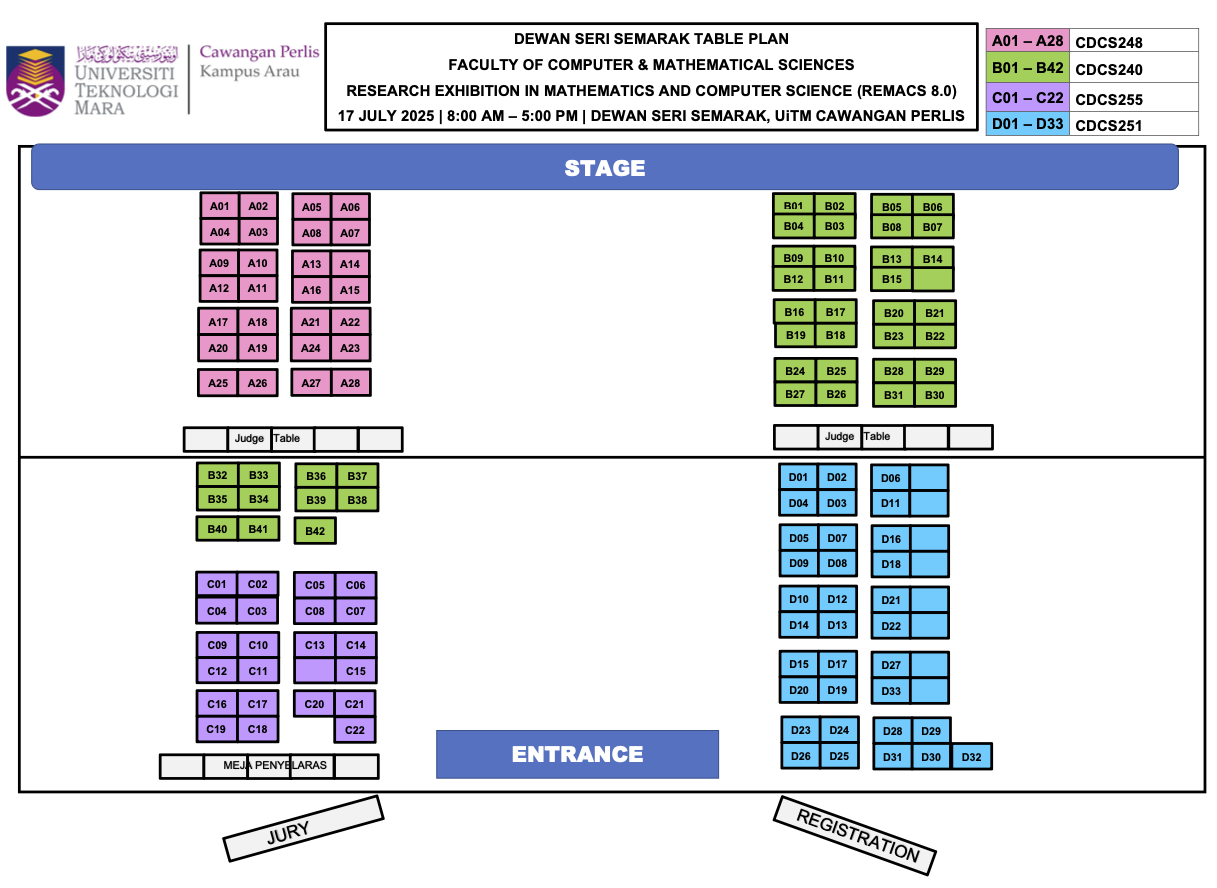 UNIVERSITI
TEKNOLOGI
MARA
Cawangan Perlis
Kampus Arau
DEWAN SERI SEMARAK TABLE PLAN
FACULTY OF COMPUTER & MATHEMATICAL SCIENCES
RESEARCH EXHIBITION IN MATHEMATICS AND COMPUTER SCIENCE (REMACS 8.0)
17 JULY 2025 | 8:00 AM – 5:00 PM | DEWAN SERI SEMARAK, UiTM CAWANGAN PERLIS
A01 – A28 CDCS248
B01 – B42 CDCS240
C01 – C22 CDCS255
D01 – D33 CDCS251
STAGE
A01 A02 A05 A06
A04 A03 A08 A07
A09 A10 A13 A14
A12 A11 A16 A15
A17 A18 A21 A22
A20 A19 A24 A23
A25 A26 A27 A28
Judge Table
B01 B02 B05 B06
B04 B03 B08 B07
B09 B10 B13 B14
B12 B11 B15
B16 B17 B20 B21
B19 B18 B23 B22
B24 B25 B28 B29
B27 B26 B31 B30
Judge Table
B32 B33 B36 B37
B35 B34 B39 B38
B40 B41 B42
C01 C02 C05 C06
C04 C03 C08 C07
C09 C10 C13 C14
C12 C11 C15
C16 C17 C20 C21
C19 C18 C22
MEJA PENYELARAS
D01 D02 D06
D04 D03 D11
D05 D07 D16
D09 D08 D18
D10 D12 D21
D14 D13 D22
D15 D17 D27
D20 D19 D33
D23 D24 D28 D29
D26 D25 D31 D30 D32
ENTRANCE
JURY
REGISTRATION